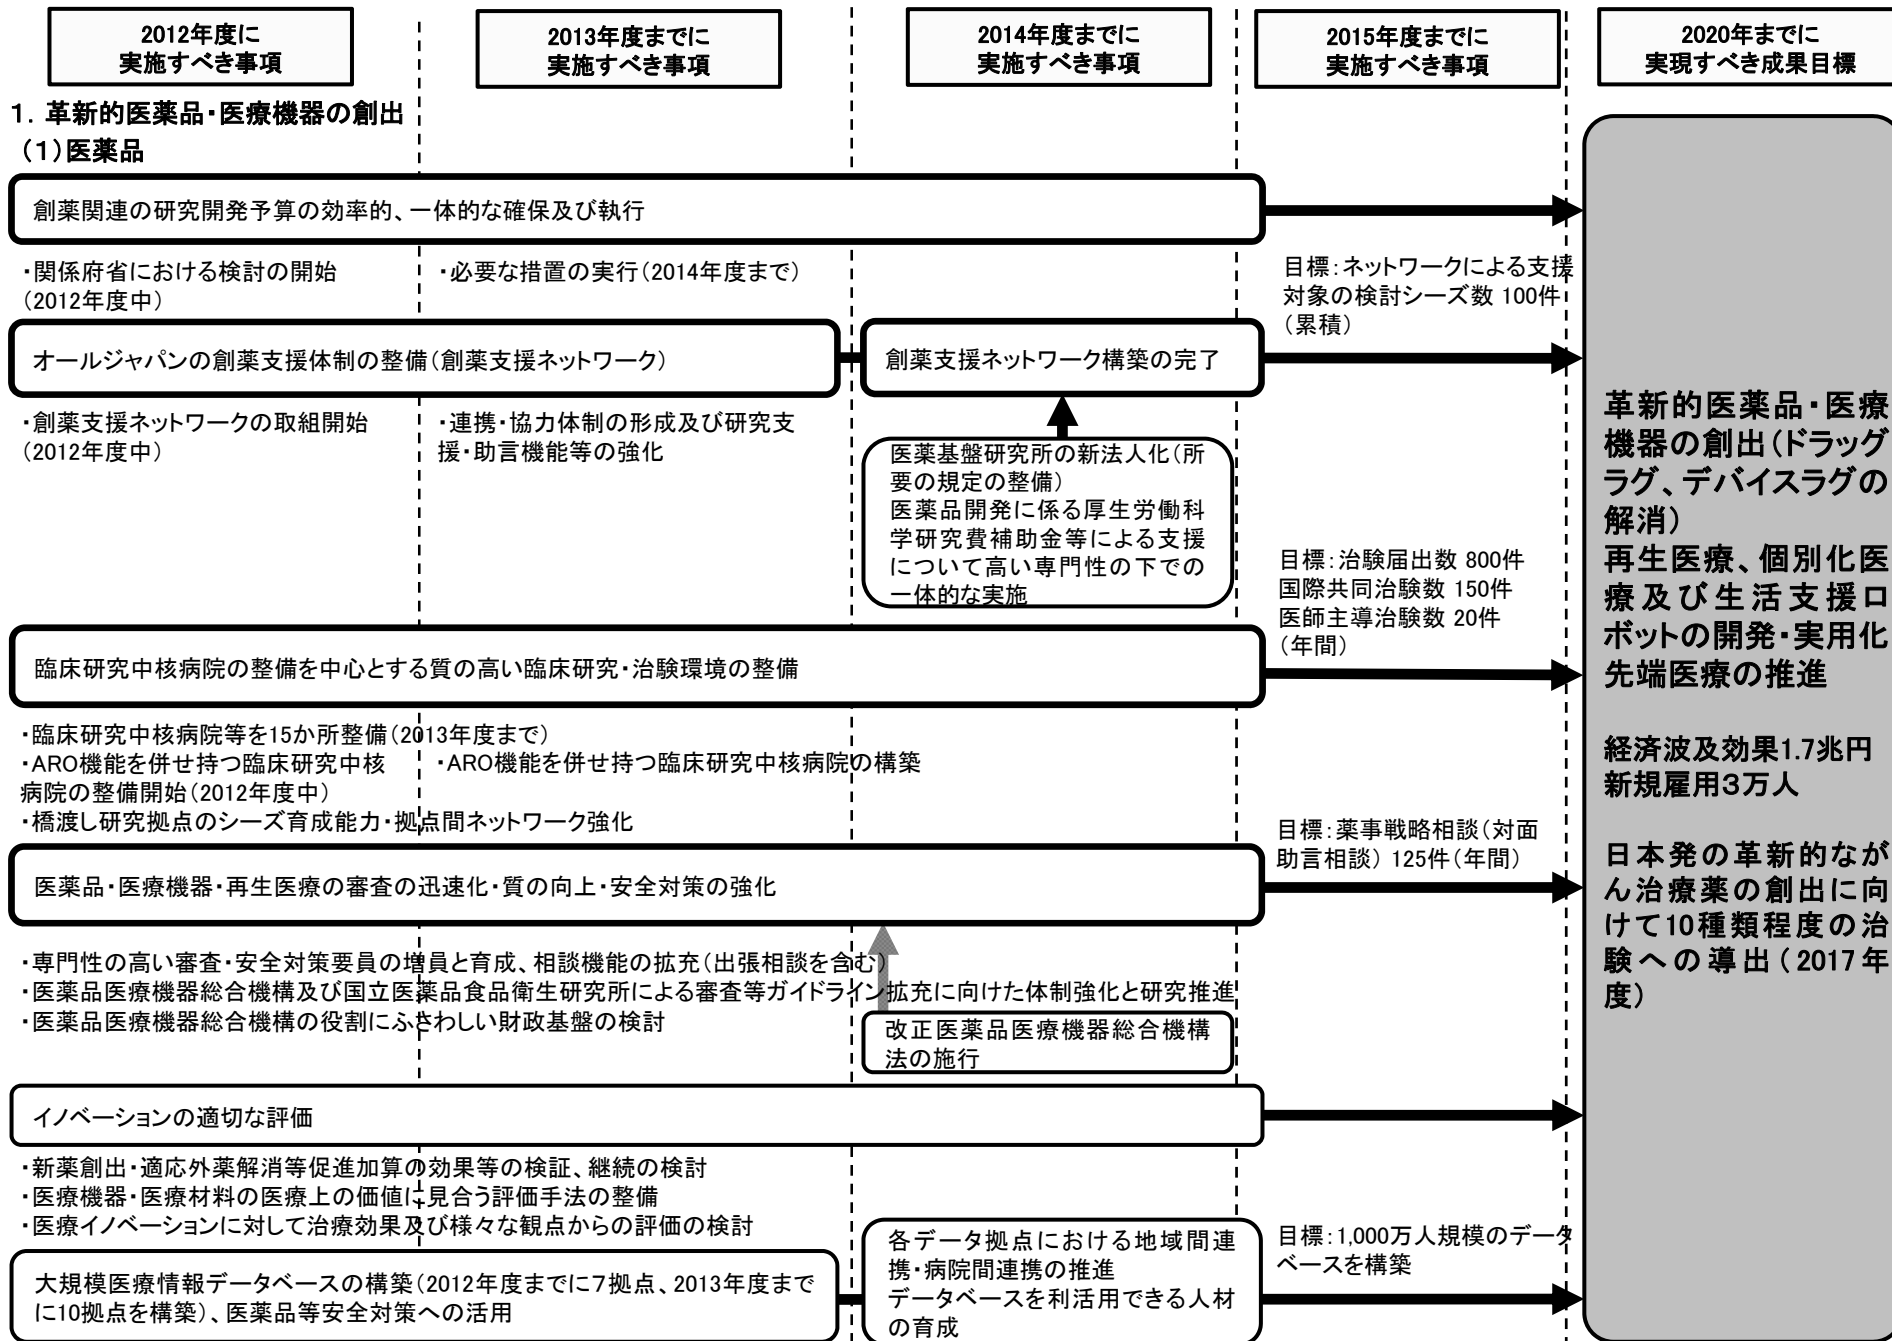 2012年度に
実施すべき事項
2013年度までに
実施すべき事項
2014年度までに
実施すべき事項
2015年度までに
実施すべき事項
2020年までに
実現すべき成果目標
１．革新的医薬品・医療機器の創出
（１）医薬品
創薬関連の研究開発予算の効率的、一体的な確保及び執行
・関係府省における検討の開始
（2012年度中）
・必要な措置の実行（2014年度まで）
目標：ネットワークによる支援
対象の検討シーズ数 100件
（累積）
オールジャパンの創薬支援体制の整備（創薬支援ネットワーク）
創薬支援ネットワーク構築の完了
・創薬支援ネットワークの取組開始
（2012年度中）
・連携・協力体制の形成及び研究支
援・助言機能等の強化
医薬基盤研究所の新法人化（所
要の規定の整備）
医薬品開発に係る厚生労働科
学研究費補助金等による支援
について高い専門性の下での
一体的な実施
目標：治験届出数 800件
国際共同治験数 150件
医師主導治験数 20件
（年間）
臨床研究中核病院の整備を中心とする質の高い臨床研究・治験環境の整備
・臨床研究中核病院等を15か所整備（2013年度まで）
・ARO機能を併せ持つ臨床研究中核
病院の整備開始（2012年度中）
・ARO機能を併せ持つ臨床研究中核病院の構築
・橋渡し研究拠点のシーズ育成能力・拠点間ネットワーク強化
目標：薬事戦略相談（対面
助言相談） 125件（年間）
医薬品・医療機器・再生医療の審査の迅速化・質の向上・安全対策の強化
・専門性の高い審査・安全対策要員の増員と育成、相談機能の拡充（出張相談を含む）
・医薬品医療機器総合機構及び国立医薬品食品衛生研究所による審査等ガイドライン拡充に向けた体制強化と研究推進
・医薬品医療機器総合機構の役割にふさわしい財政基盤の検討
改正医薬品医療機器総合機構
法の施行
イノベーションの適切な評価
・新薬創出・適応外薬解消等促進加算の効果等の検証、継続の検討
・医療機器・医療材料の医療上の価値に見合う評価手法の整備
・医療イノベーションに対して治療効果及び様々な観点からの評価の検討
大規模医療情報データベースの構築（2012年度までに７拠点、2013年度まで
に10拠点を構築）、医薬品等安全対策への活用
各データ拠点における地域間連
携・病院間連携の推進
データベースを利活用できる人材
の育成
目標：1,000万人規模のデータ
ベースを構築
革新的医薬品・医療
機器の創出（ドラッグ
ラグ、デバイスラグの
解消）
再生医療、個別化医
療及び生活支援ロ
ボットの開発・実用化
先端医療の推進
経済波及効果1.7兆円
新規雇用３万人
日本発の革新的なが
ん治療薬の創出に向
けて10種類程度の治
験への導出（2017年
度）